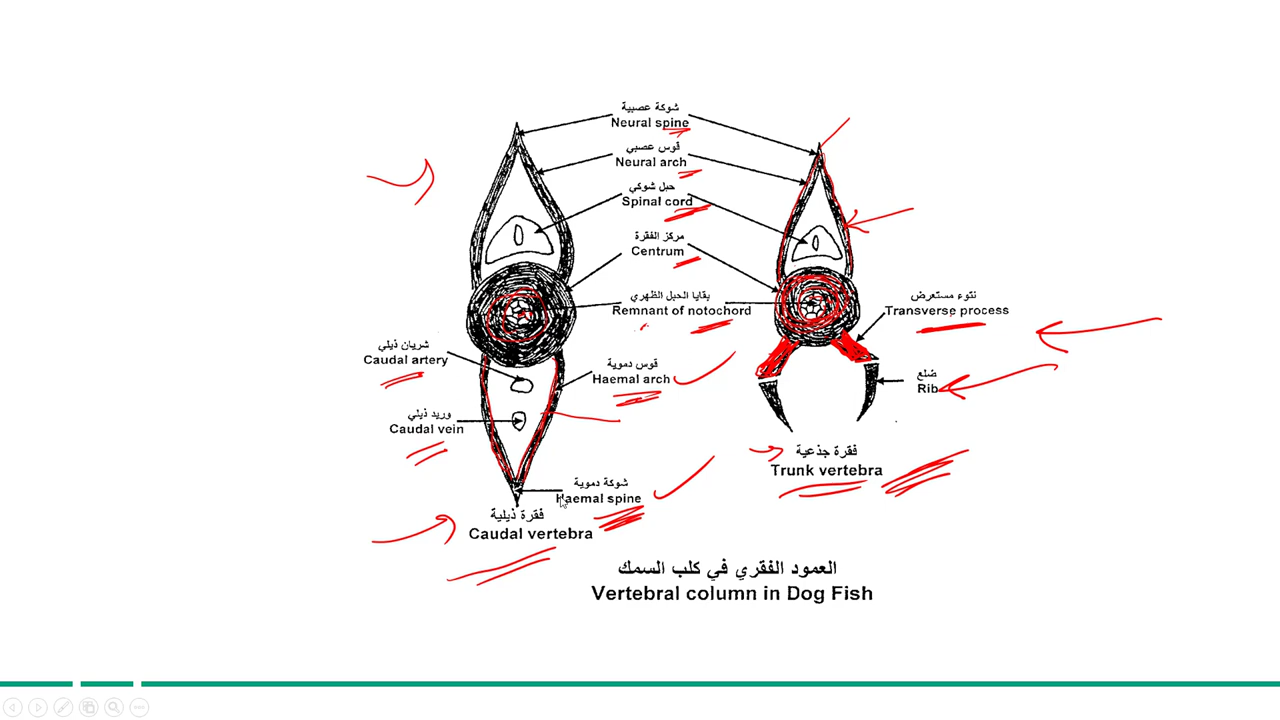 شوكة عصبية
Neural spine
قوس عصبي
Neural arch
حبل شوكي
Spinal cord
مركز الفقرة
Centrum
بقايا الحبل الظهري
Remnant of notochord
نتوء مستعرض
Transverse process
شريان ذيلي
Caudal artery
قوس دموية
Haemal arch
ضلع
Rib
وريد ذيلي
Caudal vein
فقرة جذعية
Trunk vertebra
شوكة دموية
Haemal spine
فقرة ذيلية
Caudal vertebra
العمود الفقري في كلب السمك
Vertebral column in Dog Fish